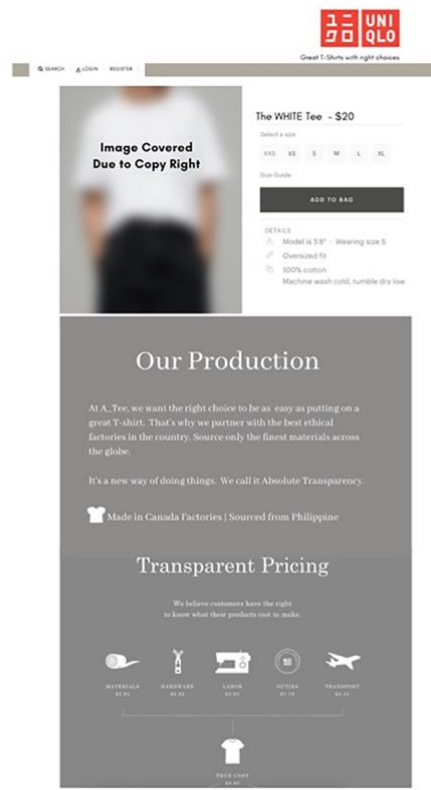 ユニ UNI
クロ QLO
Great T-Shirts with right choices
SEARCH LOGIN REGISTER
Image Covered
Due to Copy Right
The WHITE Tee - $20
Select a size
XXS XS S M L XL
Size Guide
ADD TO BAG
DETAILS
Model is 5'8" · Wearing size S
Oversized fit
100% cotton
Machine wash cold, tumble dry low
Our Production
At A_Tee, we want the right choice to be as easy as putting on a
great T-shirt. That's why we partner with the best ethical
factories in the country. Source only the finest materials across
the globe.
It's a new way of doing things. We call it Absolute Transparency.
Made in Canada Factories | Sourced from Philippine
Transparent Pricing
We believe customers have the right
to know what their products cost to make.
MATERIALS HARDWARE LABOR DUTIES TRANSPORT
TRUE COST